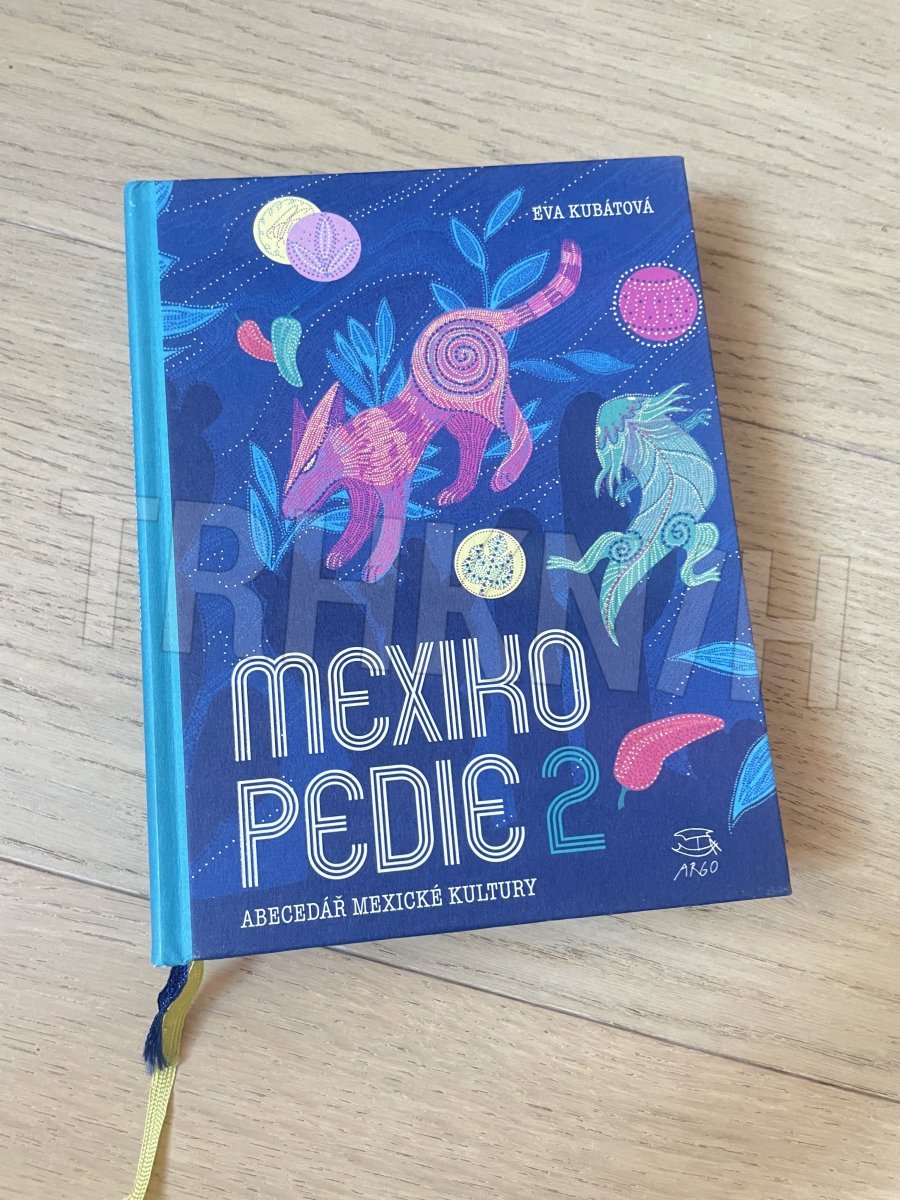 EVA KUBÁTOVÁ
MEXIKO
PEDIE 2
ARGO
ABECEDÁŘ MEXICKÉ KULTURY